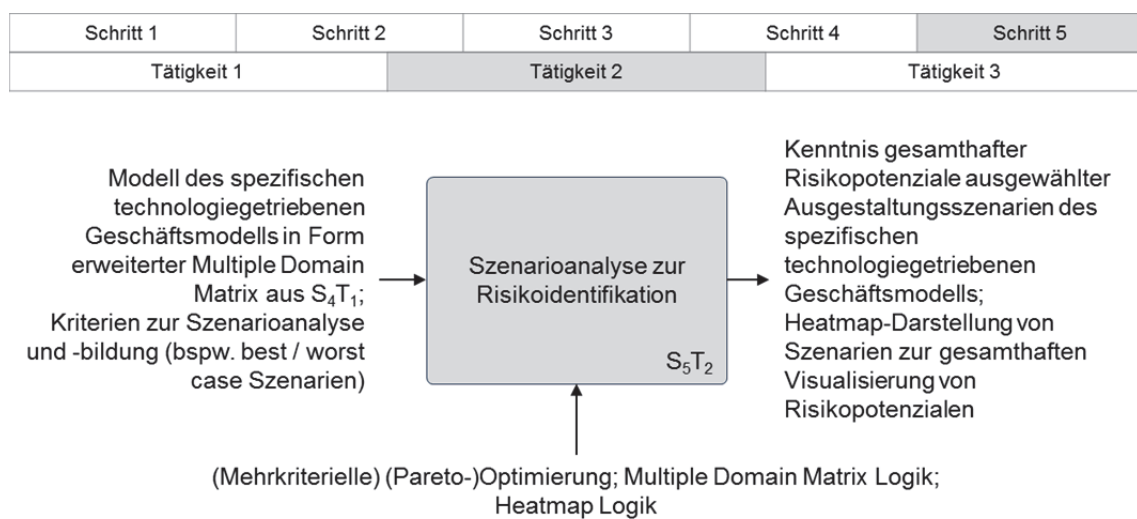 Schritt 1 Schritt 2 Schritt 3 Schritt 4 Schritt 5
Tätigkeit 1 Tätigkeit 2 Tätigkeit 3
Modell des spezifischen
technologiegetriebenen
Geschäftsmodells in Form
erweiterter Multiple Domain
Matrix aus S₄T₁;
Kriterien zur Szenarioanalyse
und -bildung (bspw. best / worst
case Szenarien)
Szenarioanalyse zur
Risikoidentifikation
S₅T₂
Kenntnis gesamthafter
Risikopotenziale ausgewählter
Ausgestaltungsszenarien des
spezifischen
technologiegetriebenen
Geschäftsmodells;
Heatmap-Darstellung von
Szenarien zur gesamthaften
Visualisierung von
Risikopotenzialen
(Mehrkriterielle) (Pareto-)Optimierung; Multiple Domain Matrix Logik;
Heatmap Logik